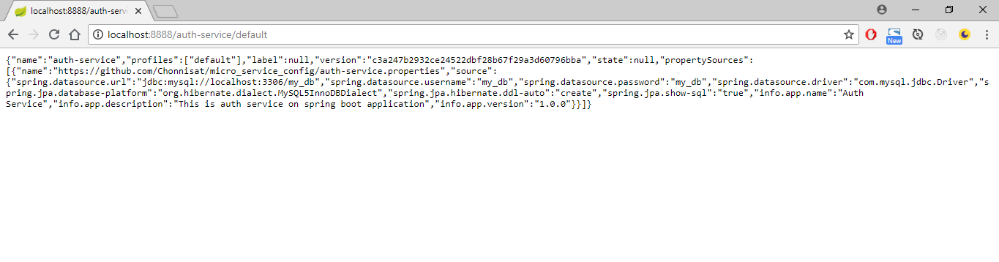 localhost:8888/auth-serv
localhost:8888/auth-service/default
New
{"name":"auth-service","profiles":["default"],"label":null,"version":"c3a247b2932ce24522dbf28b67f29a3d60796bba","state":null,"propertySources":
[{"name":"https://github.com/Chonnisat/micro_service_config/auth-service.properties","source":
{"spring.datasource.url":"jdbc:mysql://localhost:3306/my_db","spring.datasource.username":"my_db","spring.datasource.password":"my_db","spring.datasource.driver":"com.mysql.jdbc.Driver","s
pring.jpa.database-platform":"org.hibernate.dialect.MySQL5InnoDBDialect","spring.jpa.hibernate.ddl-auto":"create","spring.jpa.show-sql":"true","info.app.name":"Auth
Service","info.app.description":"This is auth service on spring boot application","info.app.version":"1.0.0"}}]}